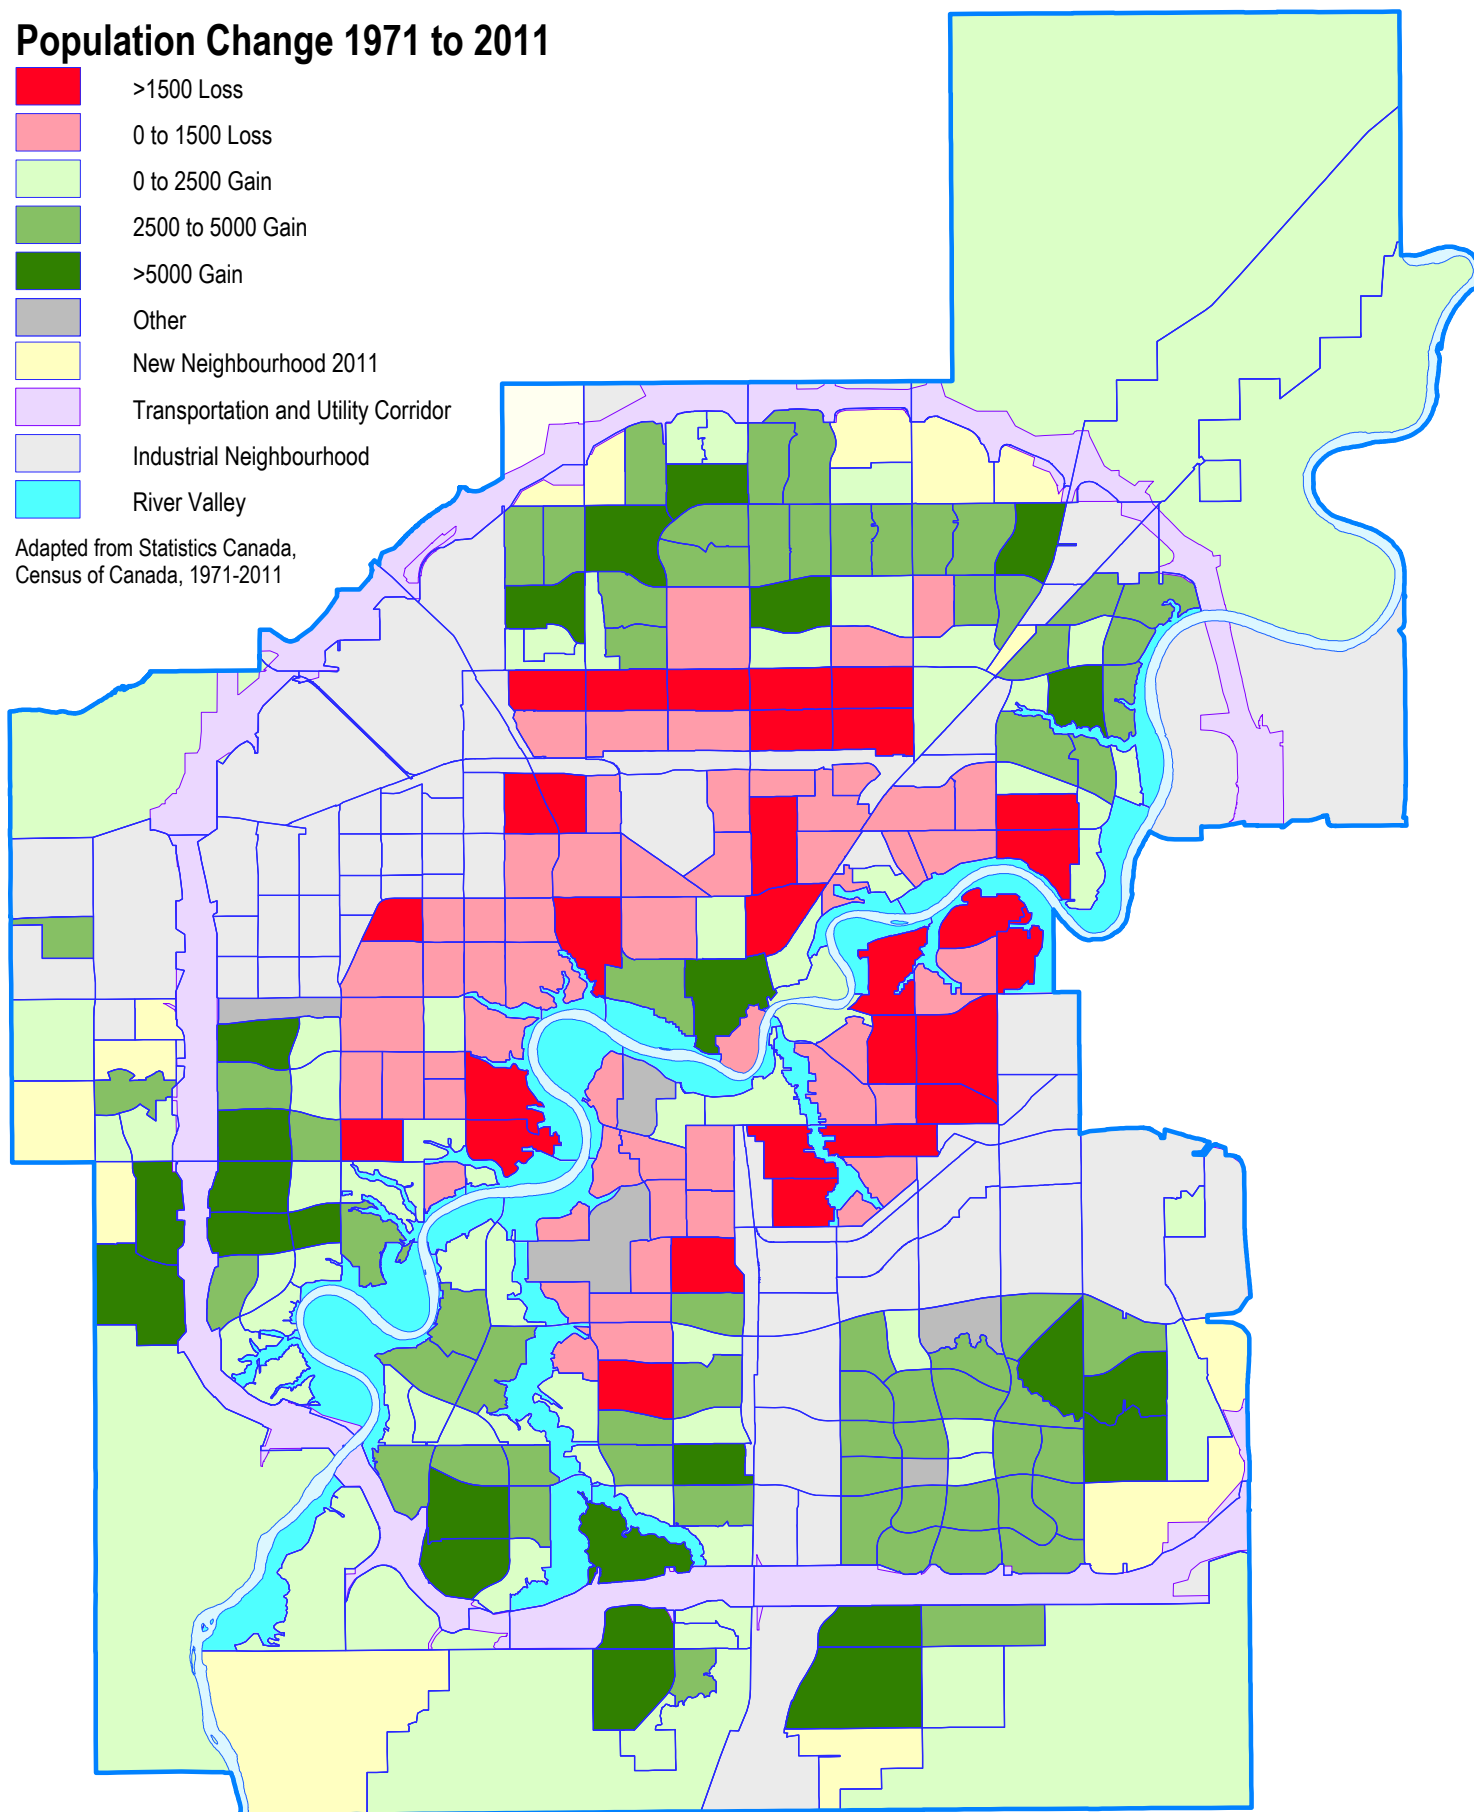 Population Change 1971 to 2011
>1500 Loss
0 to 1500 Loss
0 to 2500 Gain
2500 to 5000 Gain
>5000 Gain
Other
New Neighbourhood 2011
Transportation and Utility Corridor
Industrial Neighbourhood
River Valley
Adapted from Statistics Canada,
Census of Canada, 1971-2011